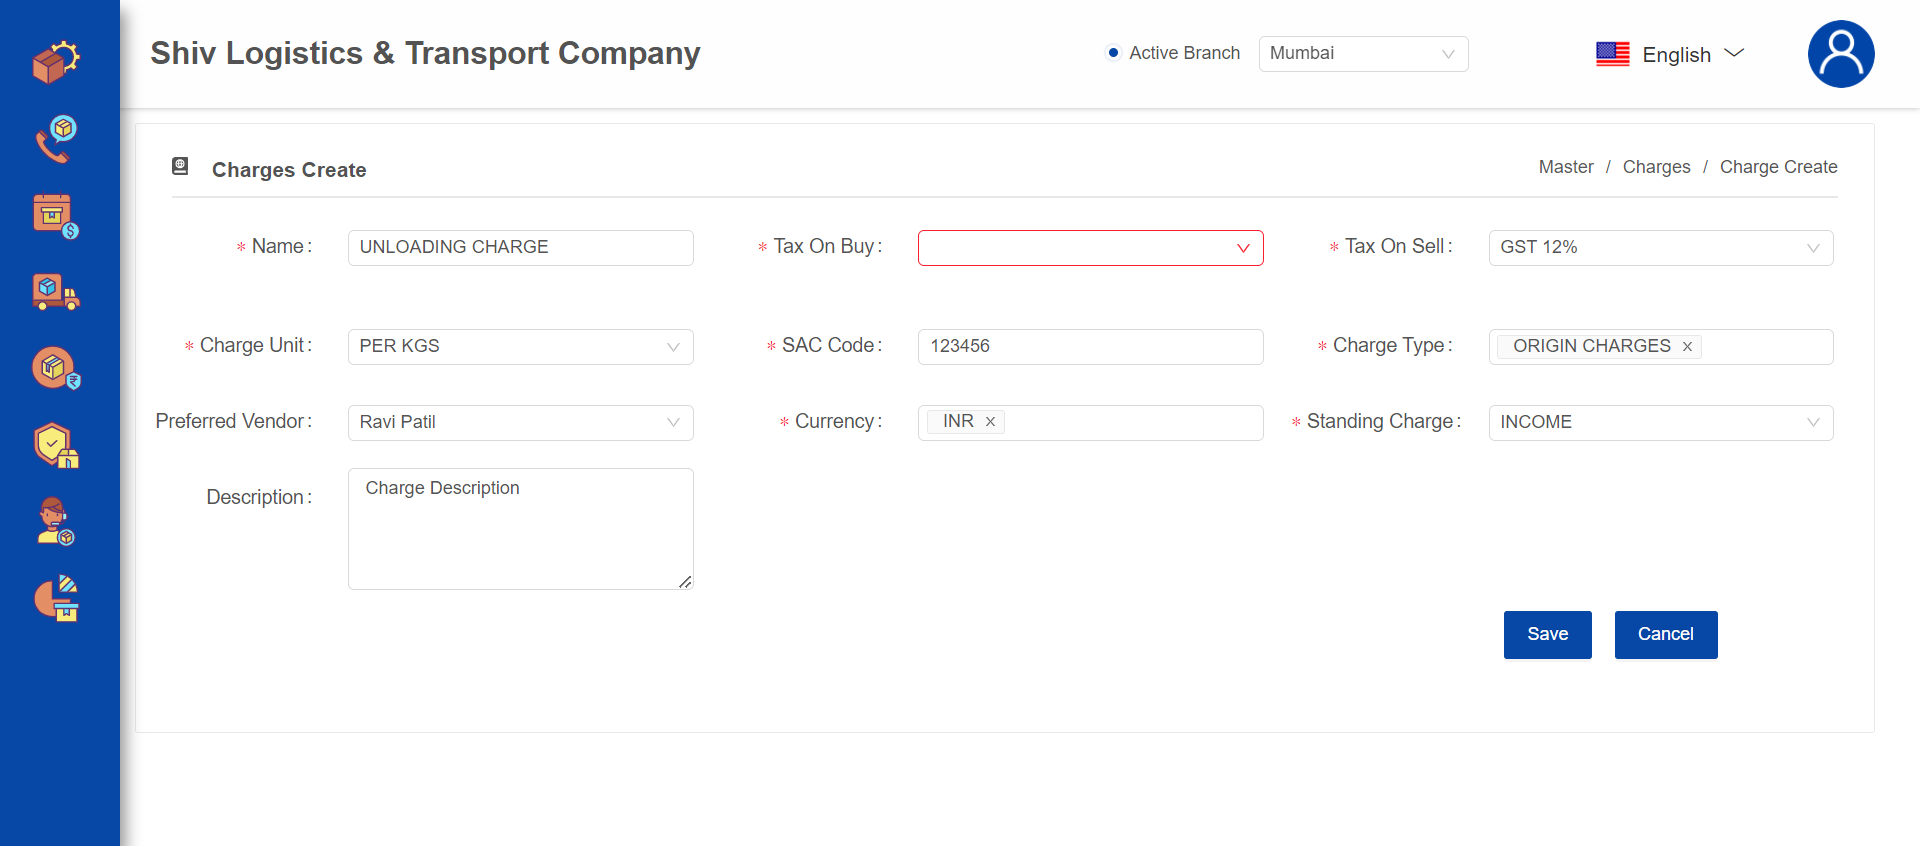 Shiv Logistics & Transport Company
Active Branch
Mumbai
English
Charges Create
Master / Charges / Charge Create
* Name : UNLOADING CHARGE
* Tax On Buy :
* Tax On Sell : GST 12%
* Charge Unit : PER KGS
* SAC Code : 123456
* Charge Type : ORIGIN CHARGES x
Preferred Vendor : Ravi Patil
* Currency : INR x
* Standing Charge : INCOME
Description : Charge Description
Save
Cancel